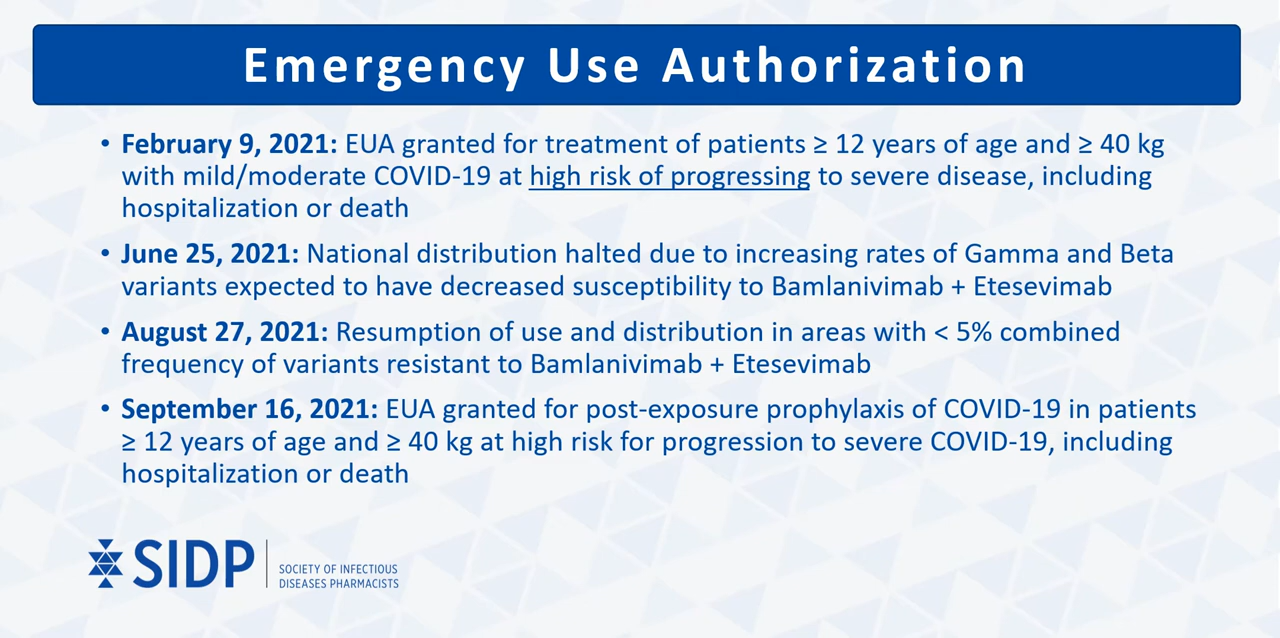 Emergency Use Authorization
• February 9, 2021: EUA granted for treatment of patients ≥ 12 years of age and ≥ 40 kg
with mild/moderate COVID-19 at high risk of progressing to severe disease, including
hospitalization or death
• June 25, 2021: National distribution halted due to increasing rates of Gamma and Beta
variants expected to have decreased susceptibility to Bamlanivimab + Etesevimab
• August 27, 2021: Resumption of use and distribution in areas with < 5% combined
frequency of variants resistant to Bamlanivimab + Etesevimab
• September 16, 2021: EUA granted for post-exposure prophylaxis of COVID-19 in patients
≥ 12 years of age and ≥ 40 kg at high risk for progression to severe COVID-19, including
hospitalization or death
SIDP
SOCIETY OF INFECTIOUS
DISEASES PHARMACISTS